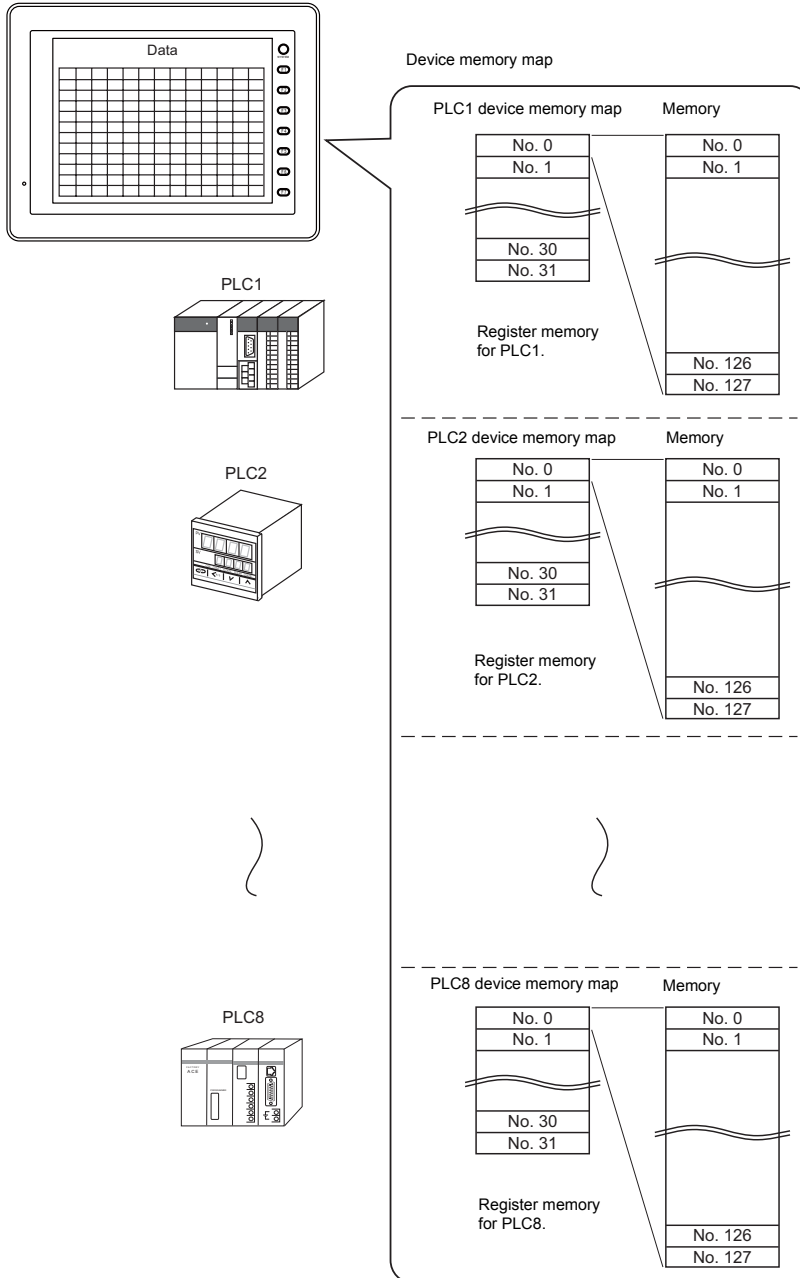 Data
Device memory map
PLC1 device memory map
Memory
No. 0
No. 1
No. 30
No. 31
No. 0
No. 1
No. 126
No. 127
Register memory
for PLC1.
PLC1
PLC2 device memory map
Memory
No. 0
No. 1
No. 30
No. 31
No. 0
No. 1
No. 126
No. 127
Register memory
for PLC2.
PLC2
PLC8 device memory map
Memory
No. 0
No. 1
No. 30
No. 31
No. 0
No. 1
No. 126
No. 127
Register memory
for PLC8.
PLC8